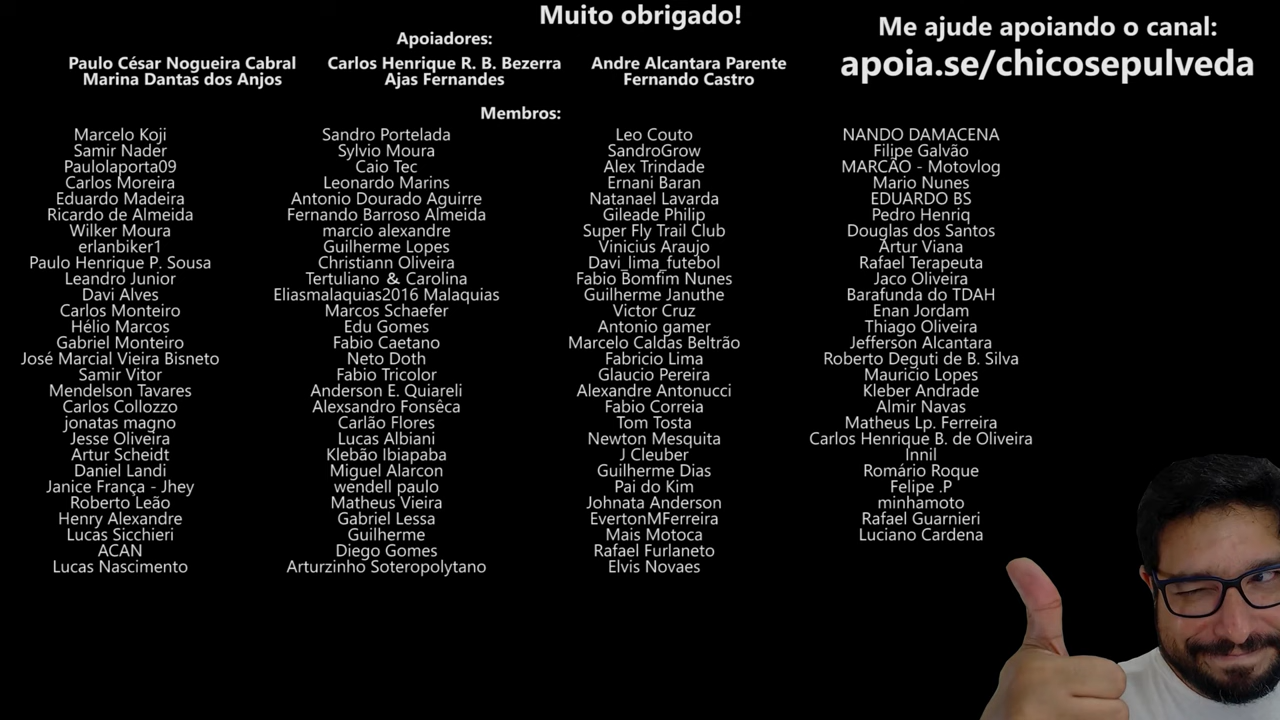 Muito obrigado!
Me ajude apoiando o canal:
apoia.se/chicosepulveda
Apoiadores:
Paulo César Nogueira Cabral
Marina Dantas dos Anjos
Carlos Henrique R. B. Bezerra
Ajas Fernandes
Andre Alcantara Parente
Fernando Castro
Membros:
Marcelo Koji
Samir Nader
Paulolaporta09
Carlos Moreira
Eduardo Madeira
Ricardo de Almeida
Wilker Moura
erlanbiker1
Paulo Henrique P. Sousa
Leandro Junior
Davi Alves
Carlos Monteiro
Hélio Marcos
Gabriel Monteiro
José Marcial Vieira Bisneto
Samir Vitor
Mendelson Tavares
Carlos Collozzo
jonatas magno
Jesse Oliveira
Artur Scheidt
Daniel Landi
Janice França - Jhey
Roberto Leão
Henry Alexandre
Lucas Sicchieri
ACAN
Lucas Nascimento
Sandro Portelada
Sylvio Moura
Caio Tec
Leonardo Marins
Antonio Dourado Aguirre
Fernando Barroso Almeida
marcio alexandre
Guilherme Lopes
Christiann Oliveira
Tertuliano & Carolina
Eliasmalaquias2016 Malaquias
Marcos Schaefer
Edu Gomes
Fabio Caetano
Neto Doth
Fabio Tricolor
Anderson E. Quiareli
Alexsandro Fonsêca
Carlão Flores
Lucas Albiani
Klebão Ibiapaba
Miguel Alarcon
wendell paulo
Matheus Vieira
Gabriel Lessa
Guilherme
Diego Gomes
Arturzinho Soteropolytano
Leo Couto
SandroGrow
Alex Trindade
Ernani Baran
Natanael Lavarda
Gileade Philip
Super Fly Trail Club
Vinicius Araujo
Davi_lima_futebol
Fabio Bomfim Nunes
Guilherme Januthe
Victor Cruz
Antonio gamer
Marcelo Caldas Beltrão
Fabricio Lima
Glaucio Pereira
Alexandre Antonucci
Fabio Correia
Tom Tosta
Newton Mesquita
J Cleuber
Guilherme Dias
Pai do Kim
Johnata Anderson
EvertonMFerreira
Mais Motoca
Rafael Furlaneto
Elvis Novaes
NANDO DAMACENA
Filipe Galvão
MARCÃO - Motovlog
Mario Nunes
EDUARDO BS
Pedro Henriq
Douglas dos Santos
Artur Viana
Rafael Terapeuta
Jaco Oliveira
Barafunda do TDAH
Enan Jordam
Thiago Oliveira
Jefferson Alcantara
Roberto Deguti de B. Silva
Mauricio Lopes
Kleber Andrade
Almir Navas
Matheus Lp. Ferreira
Carlos Henrique B. de Oliveira
Innil
Romário Roque
Felipe .P
minhamoto
Rafael Guarnieri
Luciano Cardena